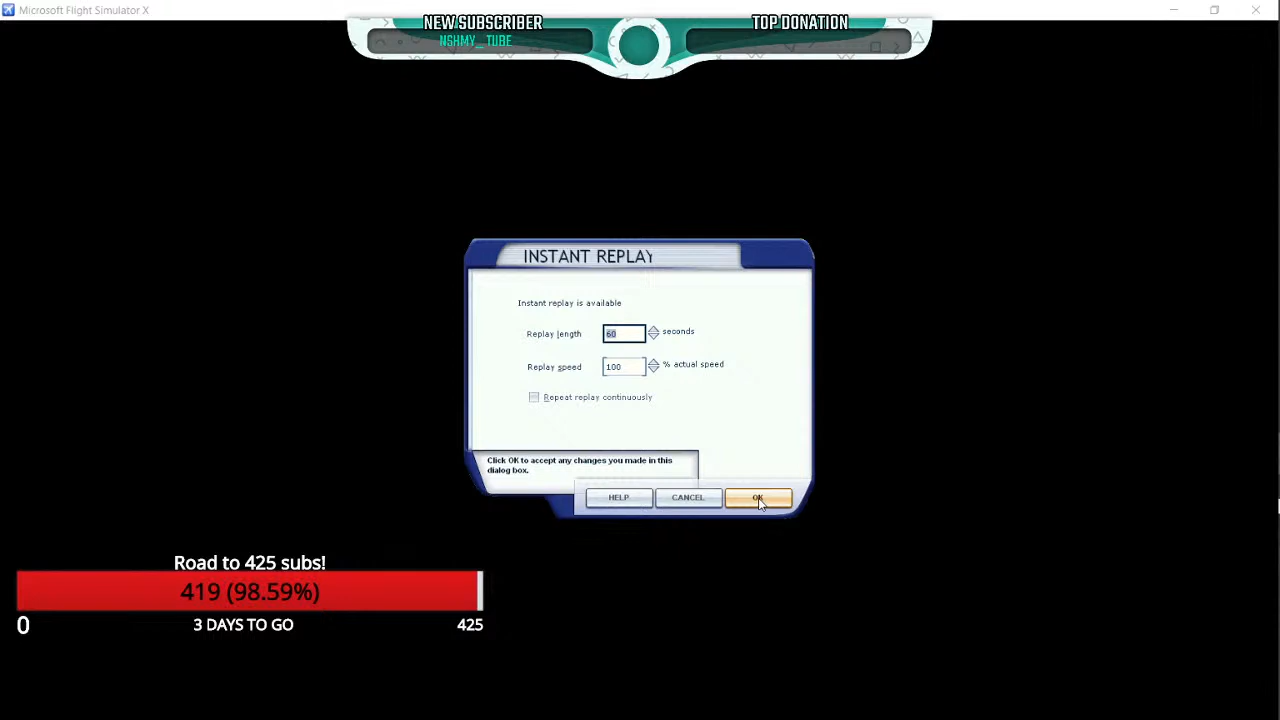 Microsoft Flight Simulator X
NEW SUBSCRIBER
NSHMY_TUBE
TOP DONATION
INSTANT REPLAY
Instant replay is available
Replay length 60 seconds
Replay speed 100 % actual speed
Repeat replay continuously
Click OK to accept any changes you made in this
dialog box.
HELP CANCEL OK
Road to 425 subs!
419 (98.59%)
0 3 DAYS TO GO 425